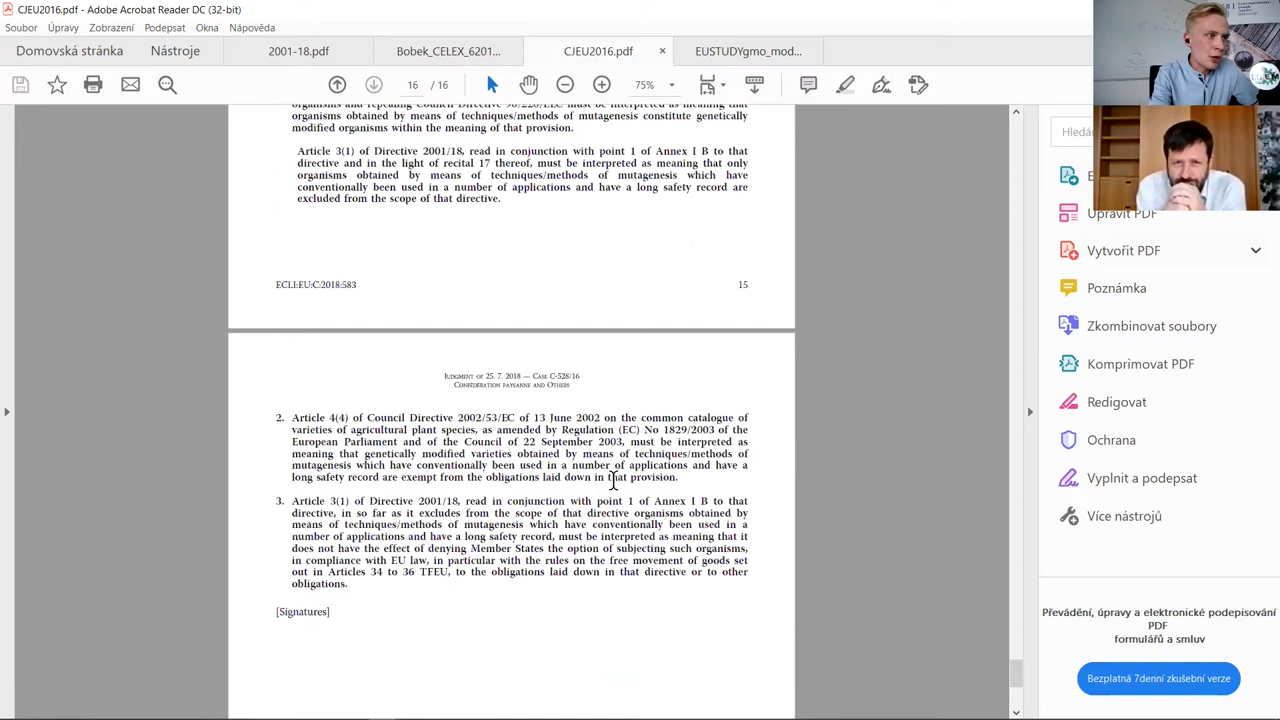 CJEU2016.pdf - Adobe Acrobat Reader DC (32-bit)
Soubor Úpravy Zobrazení Podepsat Okna Nápověda
Domovská stránka Nástroje 2001-18.pdf Bobek_CELEX_6201... CJEU2016.pdf × EUSTUDYgmo_mod...
16 / 16 75%
organisms obtained by means of techniques/methods of mutagenesis constitute genetically
modified organisms within the meaning of that provision.
Article 3(1) of Directive 2001/18, read in conjunction with point 1 of Annex I B to that
directive and in the light of recital 17 thereof, must be interpreted as meaning that only
organisms obtained by means of techniques/methods of mutagenesis which have
conventionally been used in a number of applications and have a long safety record are
excluded from the scope of that directive.
ECLI:EU:C:2018:583 15
Judgment of 25. 7. 2018 — Case C-528/16
Confédération paysanne and Others
2. Article 4(4) of Council Directive 2002/53/EC of 13 June 2002 on the common catalogue of
varieties of agricultural plant species, as amended by Regulation (EC) No 1829/2003 of the
European Parliament and of the Council of 22 September 2003, must be interpreted as
meaning that genetically modified varieties obtained by means of techniques/methods of
mutagenesis which have conventionally been used in a number of applications and have a
long safety record are exempt from the obligations laid down in that provision.
3. Article 3(1) of Directive 2001/18, read in conjunction with point 1 of Annex I B to that
directive, in so far as it excludes from the scope of that directive organisms obtained by
means of techniques/methods of mutagenesis which have conventionally been used in a
number of applications and have a long safety record, must be interpreted as meaning that it
does not have the effect of denying Member States the option of subjecting such organisms,
in compliance with EU law, in particular with the rules on the free movement of goods set
out in Articles 34 to 36 TFEU, to the obligations laid down in that directive or to other
obligations.
[Signatures]
Hledá
Upravit PDF
Vytvořit PDF
Poznámka
Zkombinovat soubory
Komprimovat PDF
Redigovat
Ochrana
Vyplnit a podepsat
Více nástrojů
Převádění, úpravy a elektronické podepisování
PDF
formulářů a smluv
Bezplatná 7denní zkušební verze